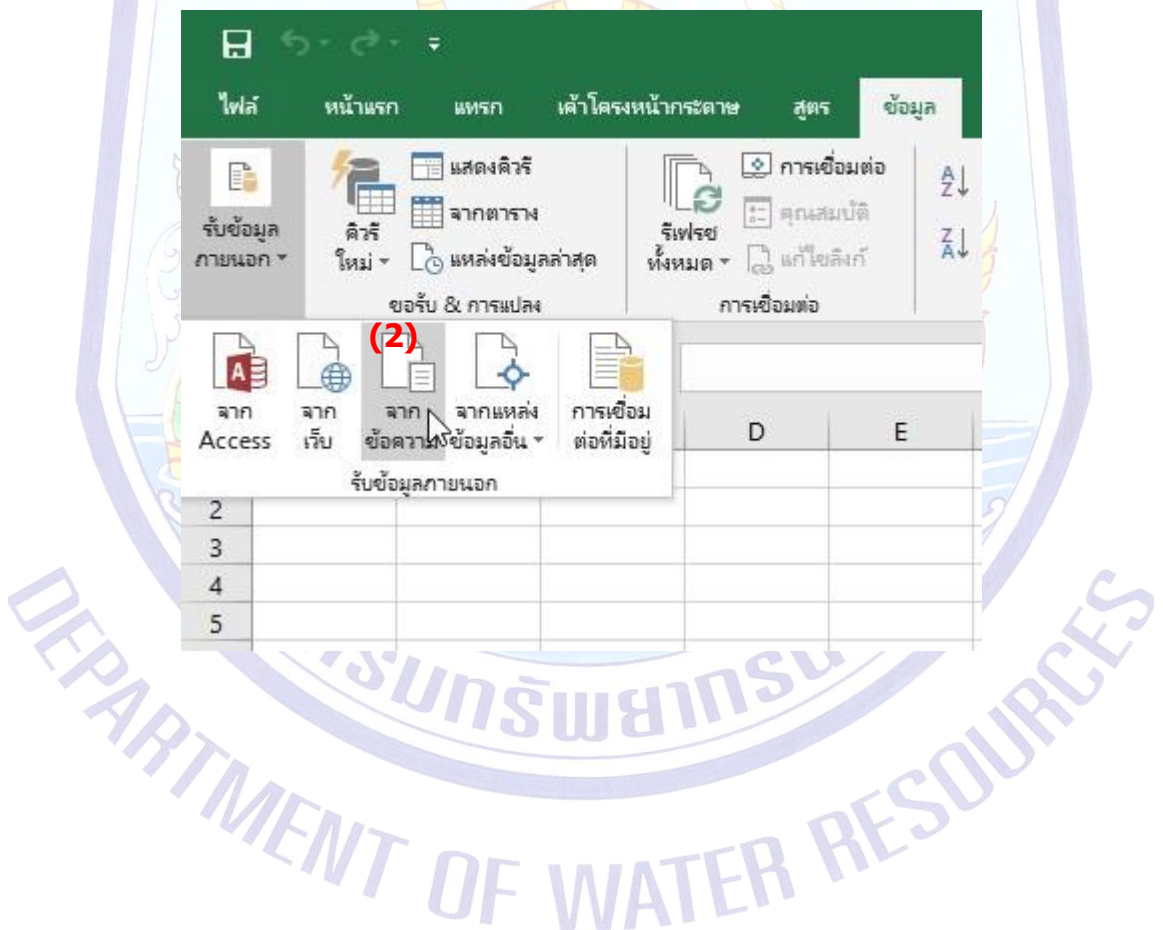 ไฟล์ หน้าแรก แทรก เค้าโครงหน้ากระดาษ สูตร ข้อมูล
รับข้อมูล
ภายนอก
คิวรี
ใหม่
แสดงคิวรี
จากตาราง
แหล่งข้อมูลล่าสุด
ขอรับ & การแปลง
รีเฟรช
ทั้งหมด
การเชื่อมต่อ
คุณสมบัติ
แก้ไขลิงก์
การเชื่อมต่อ
A
Z
Z
A
(2)
A
จาก
Access
จาก
เว็บ
จาก
ข้อความ
จากแหล่ง
ข้อมูลอื่น
การเชื่อม
ต่อที่มีอยู่
รับข้อมูลภายนอก
D E
2
3
4
5
DEPARTMENT OF WATER RESOURCES